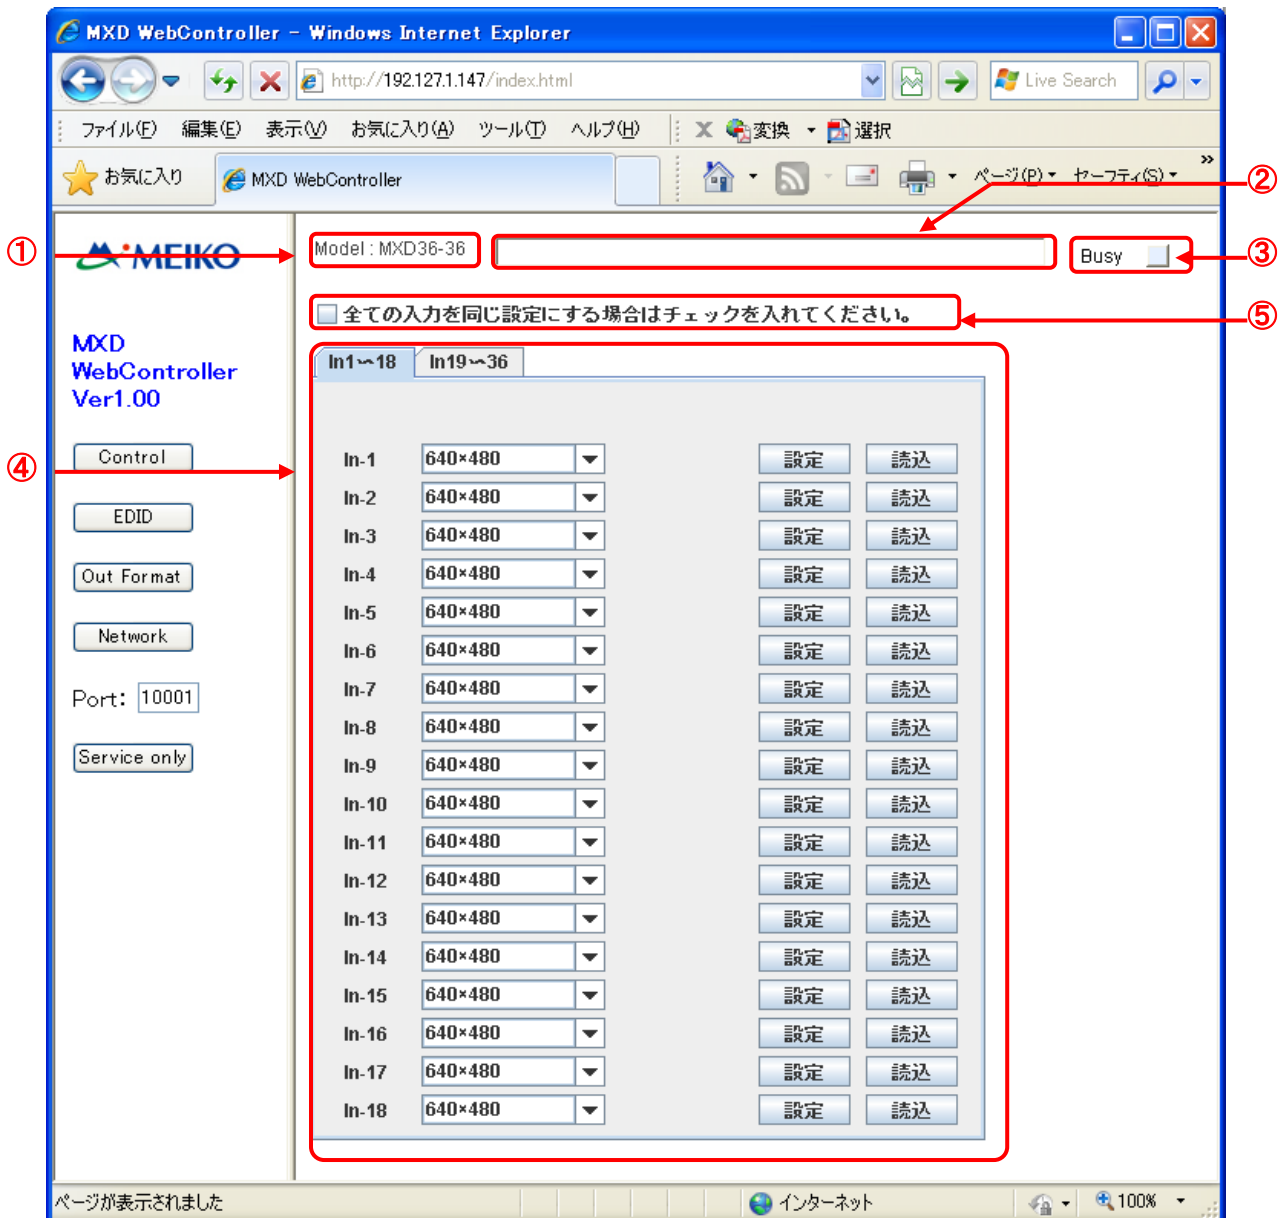 MXD WebController - Windows Internet Explorer
http://192.127.1.147/index.html
Live Search
ファイル(F) 編集(E) 表示(V) お気に入り(A) ツール(T) ヘルプ(H) 変換 選択
お気に入り MXD WebController ページ(P) セーフティ(S) »
②
① MEIKO Model : MXD36-36 Busy ③
全ての入力を同じ設定にする場合はチェックを入れてください。 ⑤
MXD
WebController
Ver1.00
In1〜18 In19〜36
④
Control
EDID
Out Format
Network
Port: 10001
Service only
In-1 640×480 設定 読込
In-2 640×480 設定 読込
In-3 640×480 設定 読込
In-4 640×480 設定 読込
In-5 640×480 設定 読込
In-6 640×480 設定 読込
In-7 640×480 設定 読込
In-8 640×480 設定 読込
In-9 640×480 設定 読込
In-10 640×480 設定 読込
In-11 640×480 設定 読込
In-12 640×480 設定 読込
In-13 640×480 設定 読込
In-14 640×480 設定 読込
In-15 640×480 設定 読込
In-16 640×480 設定 読込
In-17 640×480 設定 読込
In-18 640×480 設定 読込
ページが表示されました インターネット 100%